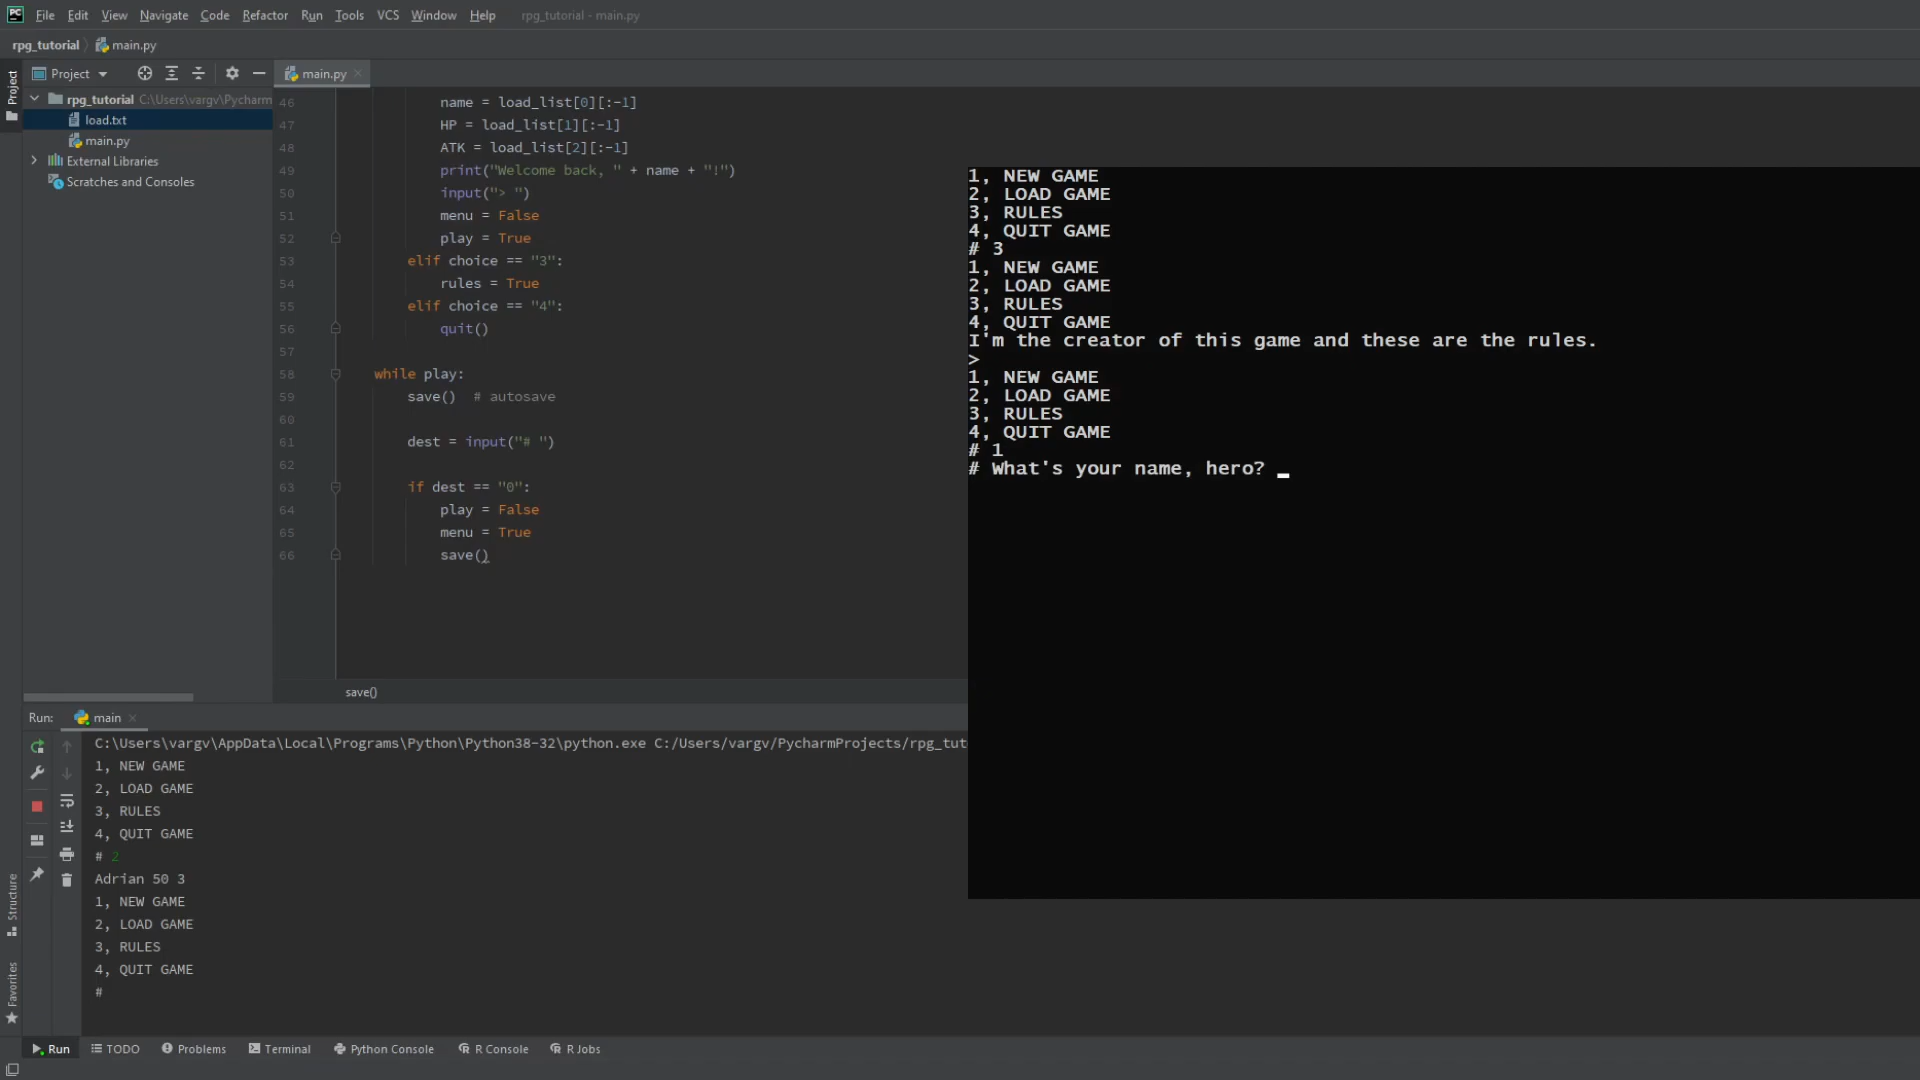 PC File Edit View Navigate Code Refactor Run Tools VCS Window Help rpg_tutorial - main.py
rpg_tutorial main.py
Project
Project
main.py
rpg_tutorial C:\Users\vargv\Pycharm
load.txt
main.py
External Libraries
Scratches and Consoles
46 name = load_list[0][:-1]
47 HP = load_list[1][:-1]
48 ATK = load_list[2][:-1]
49 print("Welcome back, " + name + "!")
50 input("> ")
51 menu = False
52 play = True
53 elif choice == "3":
54 rules = True
55 elif choice == "4":
56 quit()
57
58 while play:
59 save() # autosave
60
61 dest = input("# ")
62
63 if dest == "0":
64 play = False
65 menu = True
66 save()
save()
1, NEW GAME
2, LOAD GAME
3, RULES
4, QUIT GAME
# 3
1, NEW GAME
2, LOAD GAME
3, RULES
4, QUIT GAME
I'm the creator of this game and these are the rules.
>
1, NEW GAME
2, LOAD GAME
3, RULES
4, QUIT GAME
# 1
# What's your name, hero? _
Run: main
C:\Users\vargv\AppData\Local\Programs\Python\Python38-32\python.exe C:/Users/vargv/PycharmProjects/rpg_tut
1, NEW GAME
2, LOAD GAME
3, RULES
4, QUIT GAME
# 2
Adrian 50 3
1, NEW GAME
2, LOAD GAME
3, RULES
4, QUIT GAME
#
Structure
Favorites
Run TODO Problems Terminal Python Console R Console R Jobs